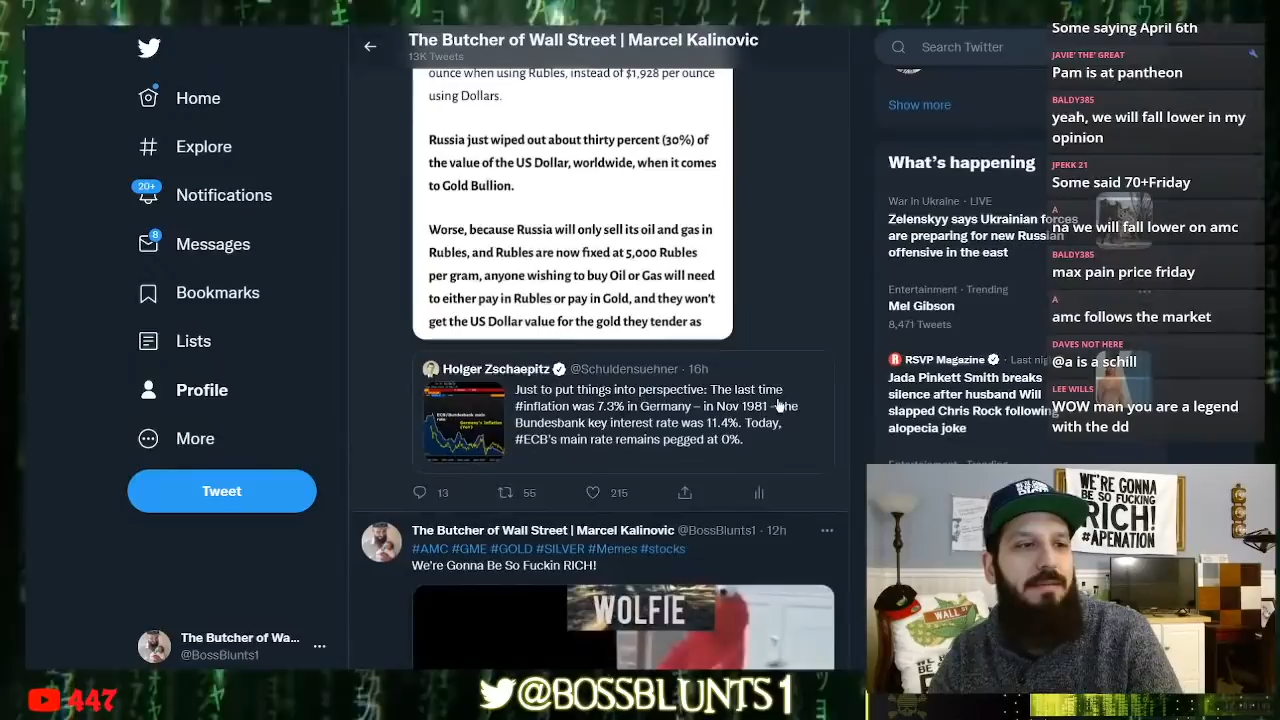 The Butcher of Wall Street | Marcel Kalinovic
13K Tweets
Home
Explore
20+
Notifications
8
Messages
Bookmarks
Lists
Profile
More
Tweet
The Butcher of Wa...
@BossBlunts1
ounce when using Rubles, instead of $1,928 per ounce
using Dollars.
Russia just wiped out about thirty percent (30%) of
the value of the US Dollar, worldwide, when it comes
to Gold Bullion.
Worse, because Russia will only sell its oil and gas in
Rubles, and Rubles are now fixed at 5,000 Rubles
per gram, anyone wishing to buy Oil or Gas will need
to either pay in Rubles or pay in Gold, and they won't
get the US Dollar value for the gold they tender as
Holger Zschaepitz @Schuldensuehner · 16h
Just to put things into perspective: The last time
#inflation was 7.3% in Germany – in Nov 1981 – the
Bundesbank key interest rate was 11.4%. Today,
#ECB's main rate remains pegged at 0%.
13
55
215
The Butcher of Wall Street | Marcel Kalinovic @BossBlunts1 · 12h
#AMC #GME #GOLD #SILVER #Memes #stocks
We're Gonna Be So Fuckin RICH!
WOLFIE
Search Twitter
Show more
What's happening
War in Ukraine · LIVE
Zelenskyy says Ukrainian forces
are preparing for new Russian
offensive in the east
Entertainment · Trending
Mel Gibson
8,471 Tweets
RSVP Magazine · Last nig
Jada Pinkett Smith breaks
silence after husband Will
slapped Chris Rock following
alopecia joke
Some saying April 6th
JAVIE' THE' GREAT
Pam is at pantheon
BALDY385
yeah, we will fall lower in my
opinion
JPEKK 21
Some said 70+Friday
A
na we will fall lower on amc
BALDY385
max pain price friday
A
amc follows the market
DAVES NOT HERE
@a is a schill
LEE WILLS
WOW man you are a legend
with the dd
WE'RE GONNA
BE SO FUCKING
RICH!
#APENATION
WALL
447
@BOSSBLUNTS1